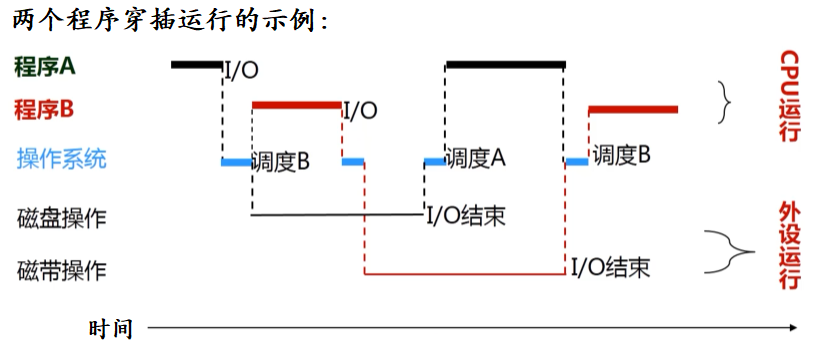 两个程序穿插运行的示例:
程序A
I/O
程序B
I/O
操作系统
调度B
调度A
调度B
磁盘操作
I/O结束
磁带操作
I/O结束
时间
CPU运行
外设运行